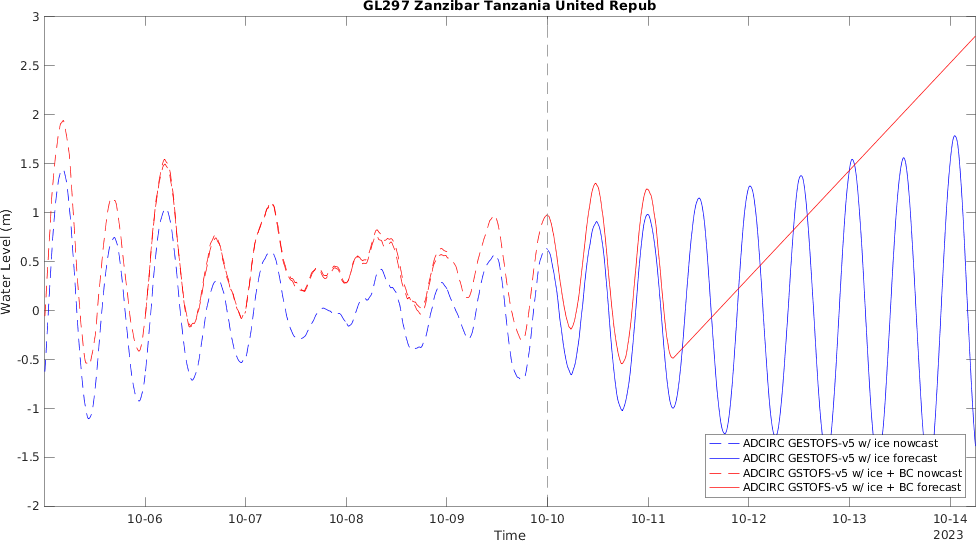 GL297 Zanzibar Tanzania United Repub
Water Level (m)
3
2.5
2
1.5
1
0.5
0
-0.5
-1
-1.5
-2
10-06 10-07 10-08 10-09 10-10 10-11 10-12 10-13 10-14
Time
2023
ADCIRC GESTOFS-v5 w/ ice nowcast
ADCIRC GESTOFS-v5 w/ ice forecast
ADCIRC GSTOFS-v5 w/ ice + BC nowcast
ADCIRC GSTOFS-v5 w/ ice + BC forecast